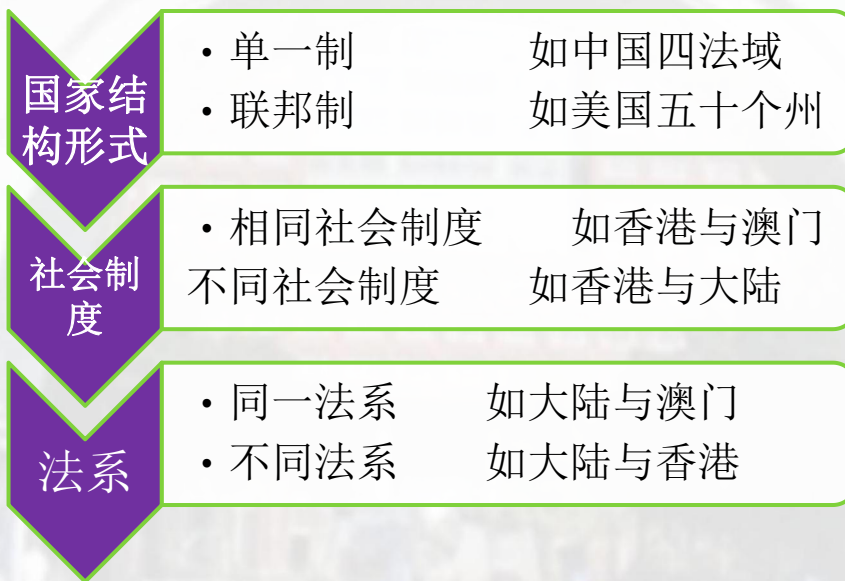 国家结
构形式
• 单一制 如中国四法域
• 联邦制 如美国五十个州
社会制
度
• 相同社会制度 如香港与澳门
不同社会制度 如香港与大陆
法系
• 同一法系 如大陆与澳门
• 不同法系 如大陆与香港